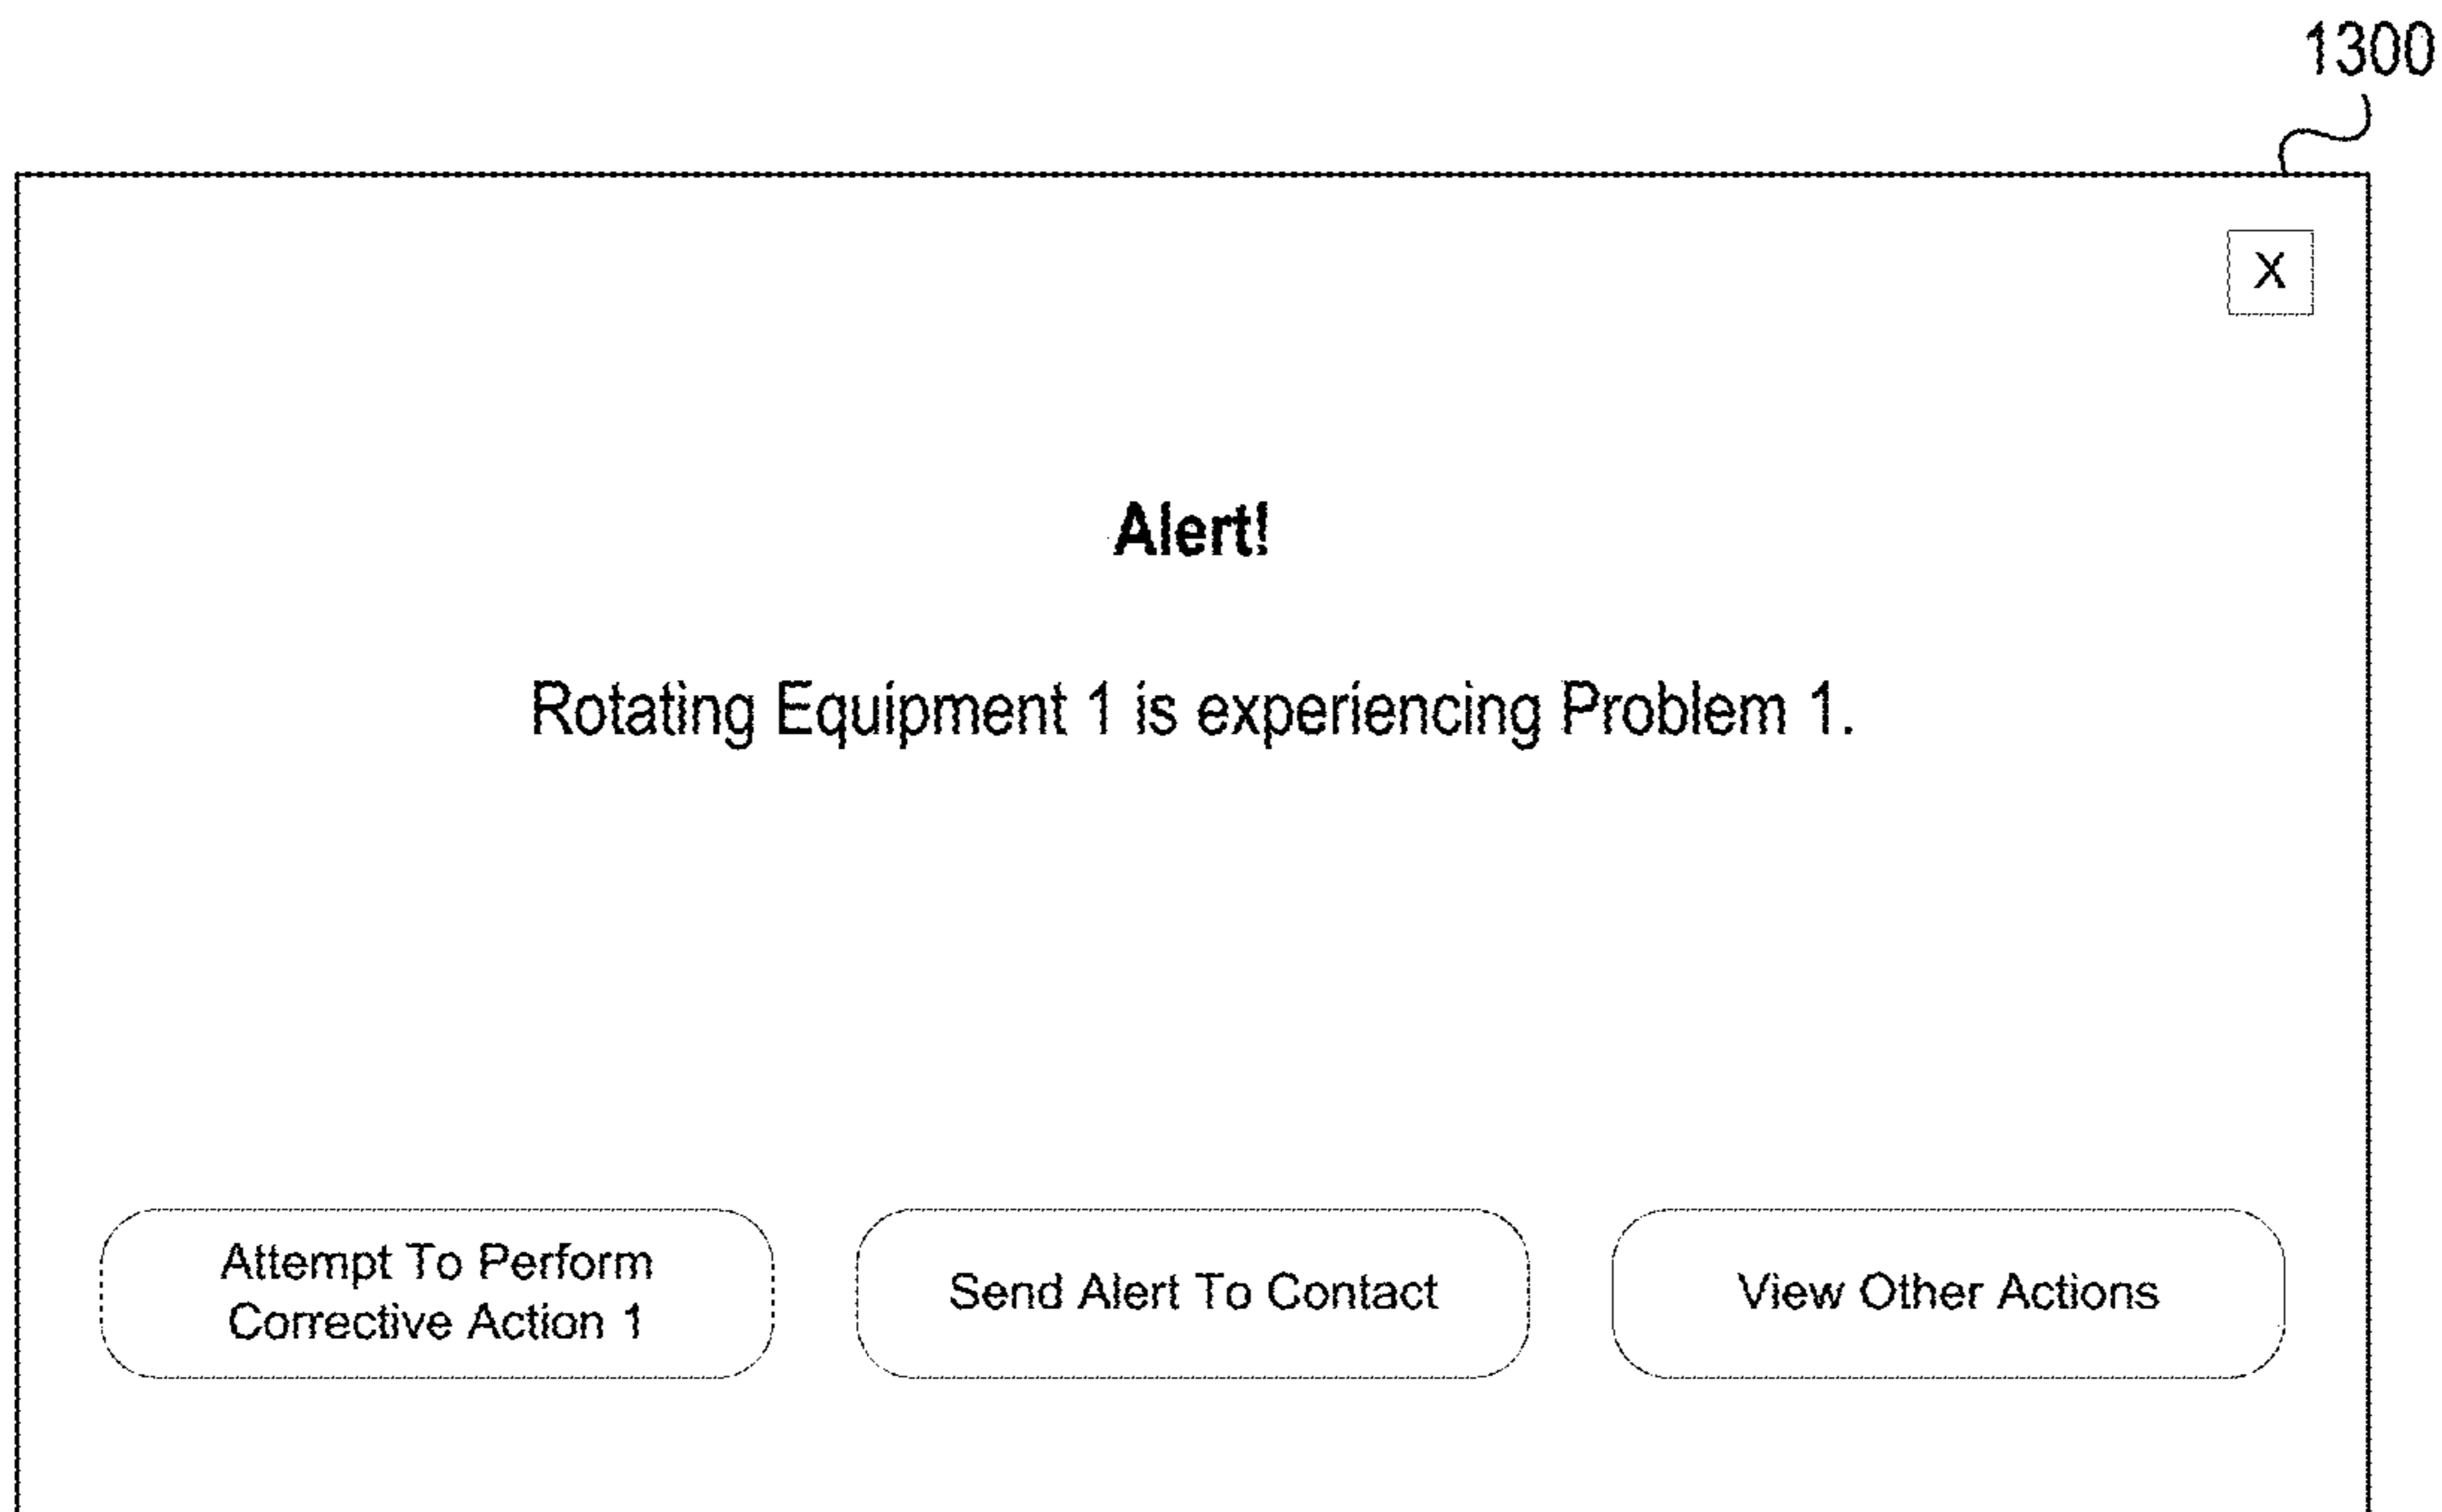 1300
X
Alert!
Rotating Equipment 1 is experiencing Problem 1.
Attempt To Perform
Corrective Action 1
Send Alert To Contact
View Other Actions